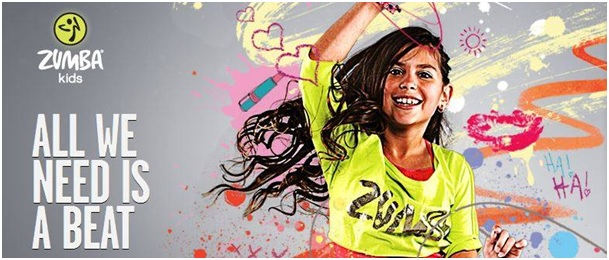 ZUMBA®
kids
ALL WE
NEED IS
A BEAT
HA!
HA!